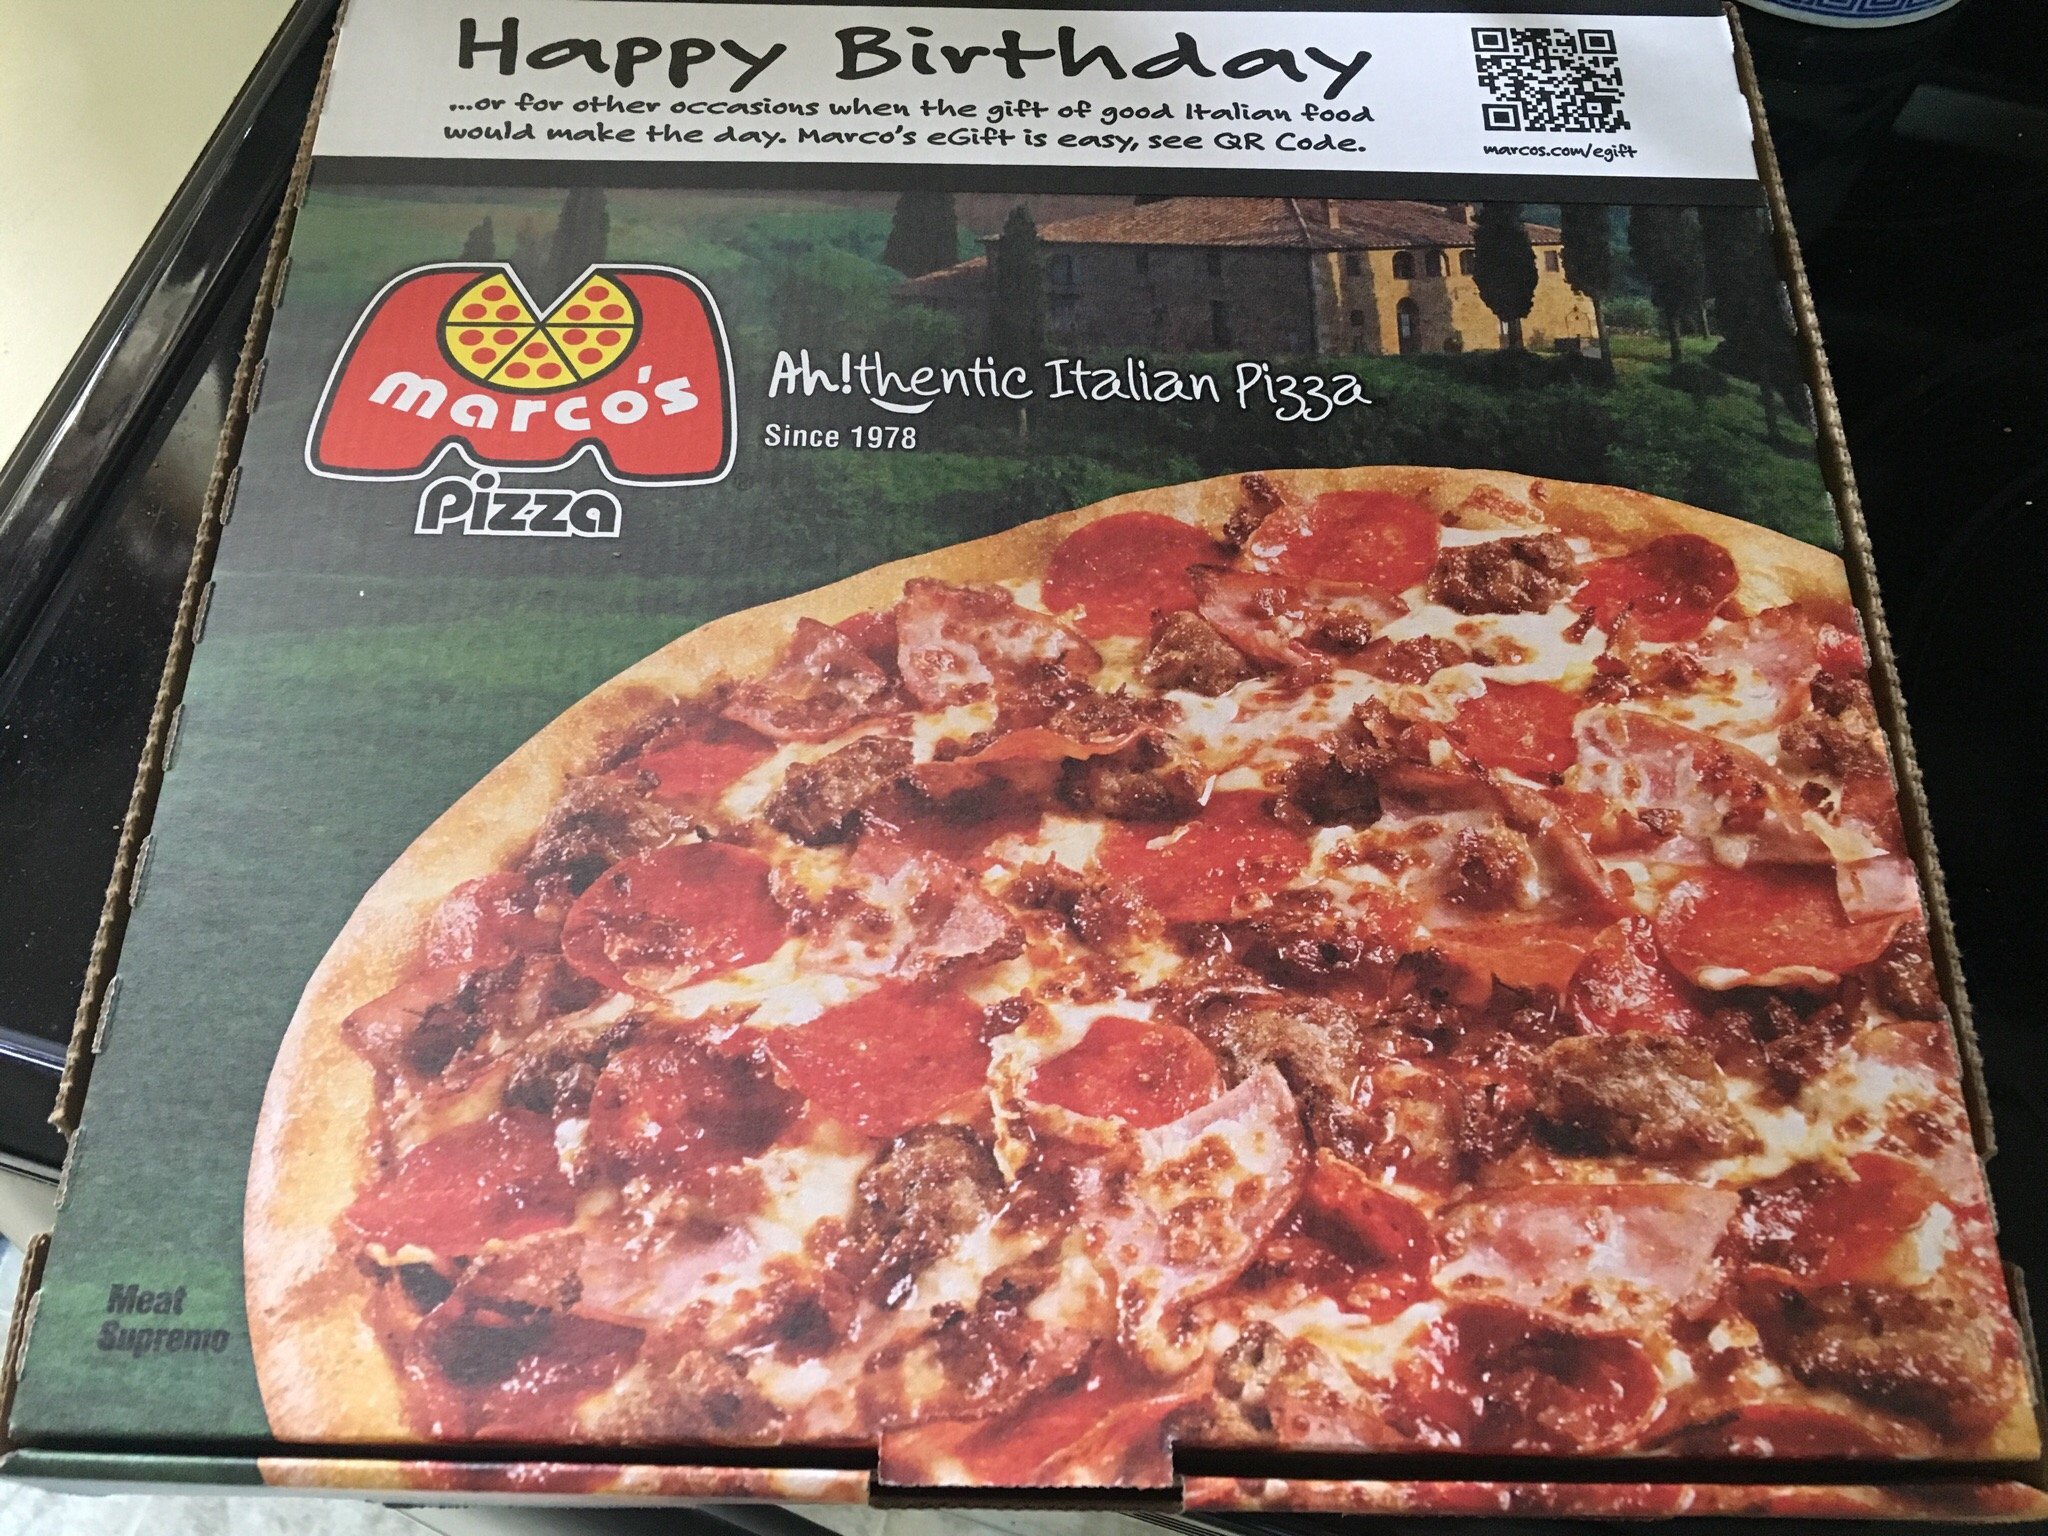 Happy Birthday
...or for other occasions when the gift of good Italian food
would make the day. Marco's eGift is easy, see QR Code.
marcos.com/egift
marco's
Pizza
Ah!thentic Italian Pizza
Since 1978
Meat
Supremo